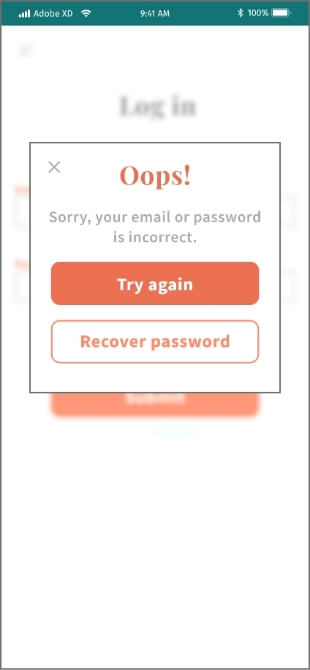 Adobe XD
9:41 AM
100%
Log in
Oops!
Sorry, your email or password
is incorrect.
Try again
Recover password
Submit